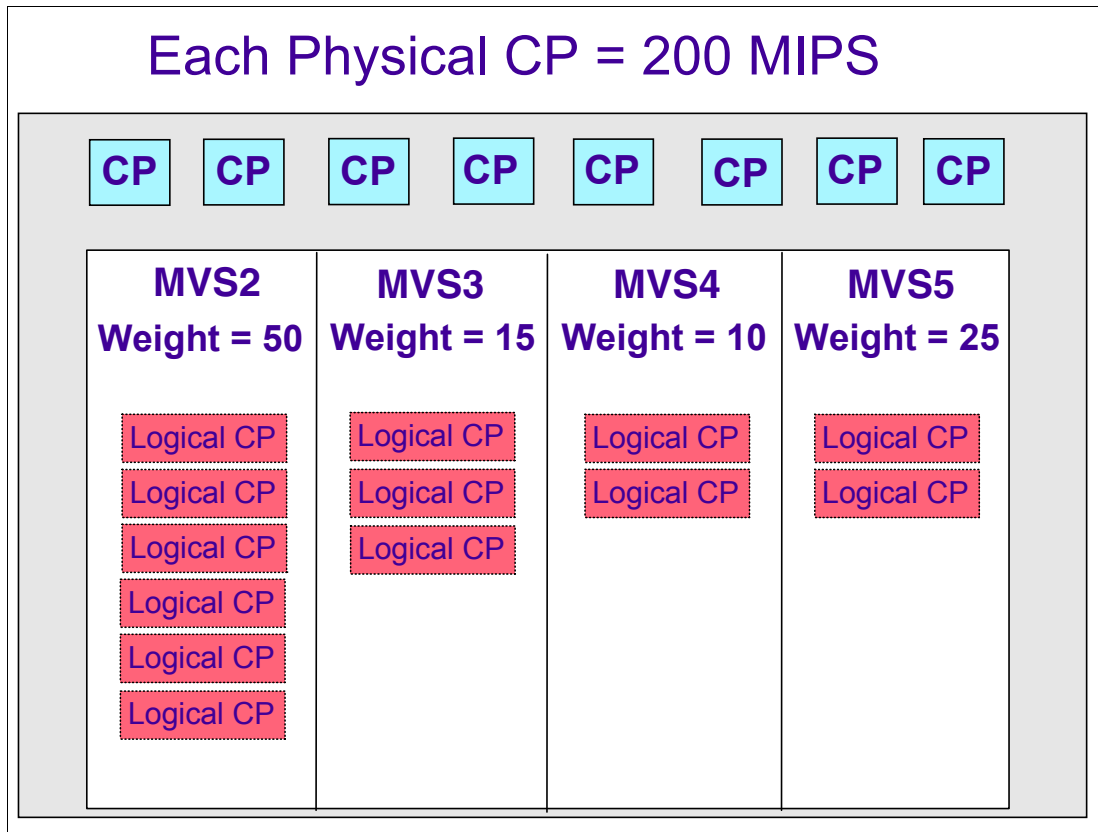 Each Physical CP = 200 MIPS
CP CP CP CP CP CP CP CP
MVS2
Weight = 50
Logical CP
Logical CP
Logical CP
Logical CP
Logical CP
Logical CP
MVS3
Weight = 15
Logical CP
Logical CP
Logical CP
MVS4
Weight = 10
Logical CP
Logical CP
MVS5
Weight = 25
Logical CP
Logical CP